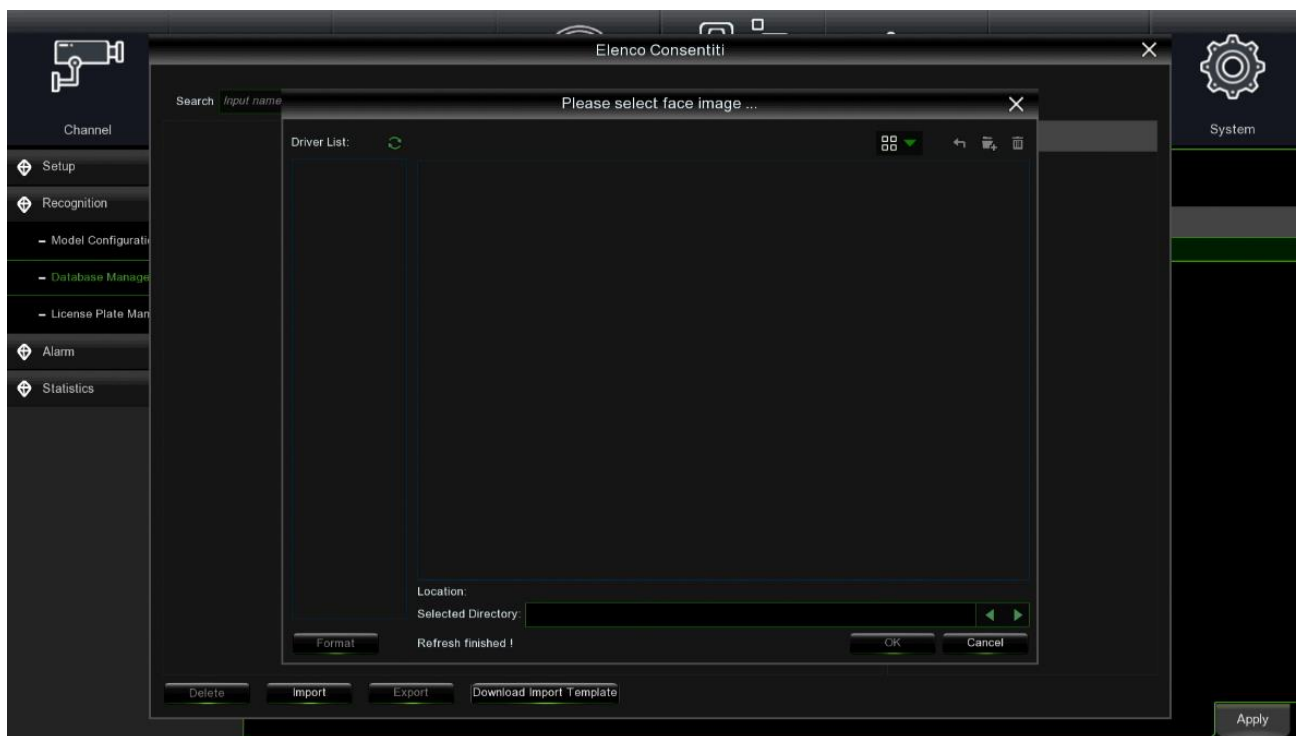 Elenco Consentiti
Channel
System
Search Input name
Please select face image ...
Driver List:
Setup
Recognition
Model Configurati
Database Manage
License Plate Man
Alarm
Statistics
Location:
Selected Directory:
Format
Refresh finished !
OK
Cancel
Delete
Import
Export
Download Import Template
Apply